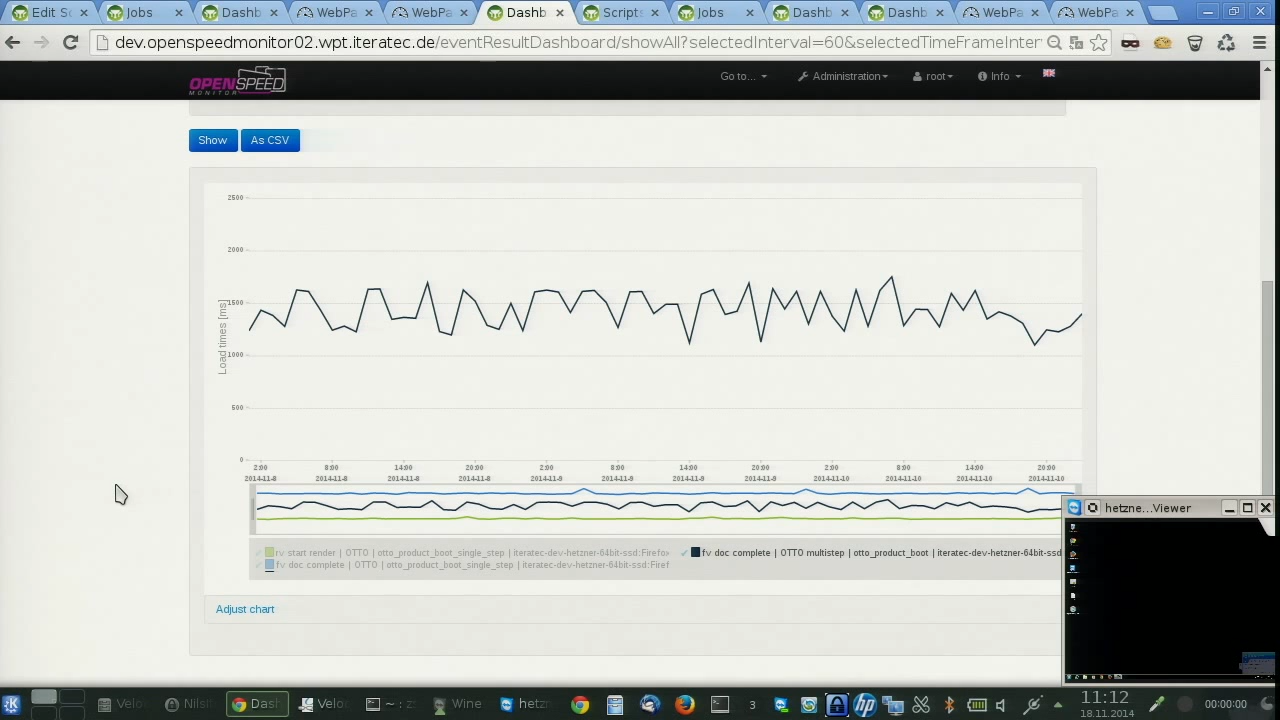 Edit S Jobs Dashb WebPa WebPa Dashb Scripts Jobs Dashb Dashb WebPa WebPa
dev.openspeedmonitor02.wpt.iteratec.de/eventResultDashboard/showAll?selectedInterval=60&selectedTimeFrameInter
OPENSPEED
MONITOR
Go to... Administration root Info
Show As CSV
2500
2000
1500
1000
500
0
Load times [ms]
2:00 8:00 14:00 20:00 2:00 8:00 14:00 20:00 2:00 8:00 14:00 20:00
2014-11-8 2014-11-8 2014-11-8 2014-11-8 2014-11-9 2014-11-9 2014-11-9 2014-11-9 2014-11-10 2014-11-10 2014-11-10 2014-11-10
fv start render | OTTO | otto_product_boot_single_step | iteratec-dev-hetzner-64bit-ssd:Firefox
fv doc complete | OTTO multistep | otto_product_boot | iteratec-dev-hetzner-64bit-ssd
fv doc complete | OTTO | otto_product_boot_single_step | iteratec-dev-hetzner-64bit-ssd:Firef
Adjust chart
hetzne...Viewer
Velo Nilsl Dash Velo ~ : zs Wine hetz 3 11:12 00:00:00
18.11.2014